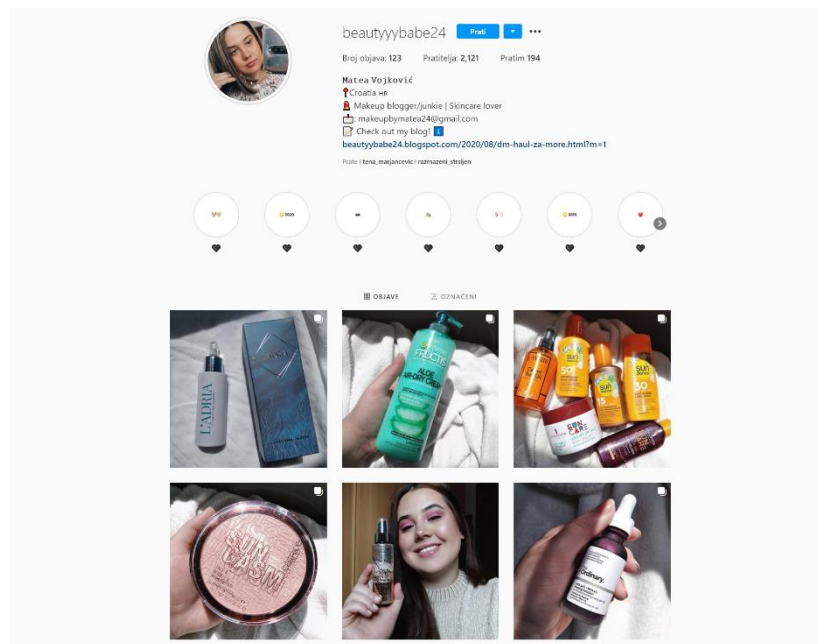 beautyyybabe24 Prati
Broj objava: 123 Pratitelja: 2,121 Pratim 194
Matea Vojković
Croatia HR
Makeup blogger/junkie | Skincare lover
: makeupbymatea24@gmail.com
Check out my blog!
beautyybabe24.blogspot.com/2020/08/dm-haul-za-more.html?m=1
Prate i tena_marjancevic i razmazeni_strsljen
OBJAVE OZNAČENI
L'ADRIA
FRUCTIS
ALOE
AIR-DRY CREAM
50
SUN
15
SUN
30
SUN
CARE
SUN
GASM
Ordinary.